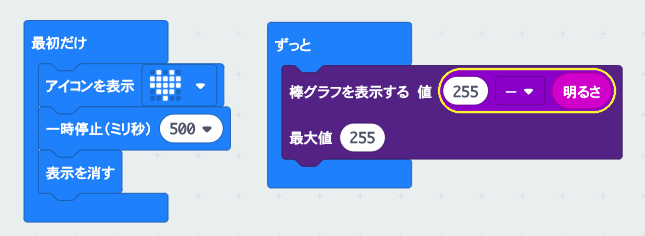 最初だけ
アイコンを表示
一時停止(ミリ秒) 500
表示を消す
ずっと
棒グラフを表示する 値 255 - 明るさ
最大値 255